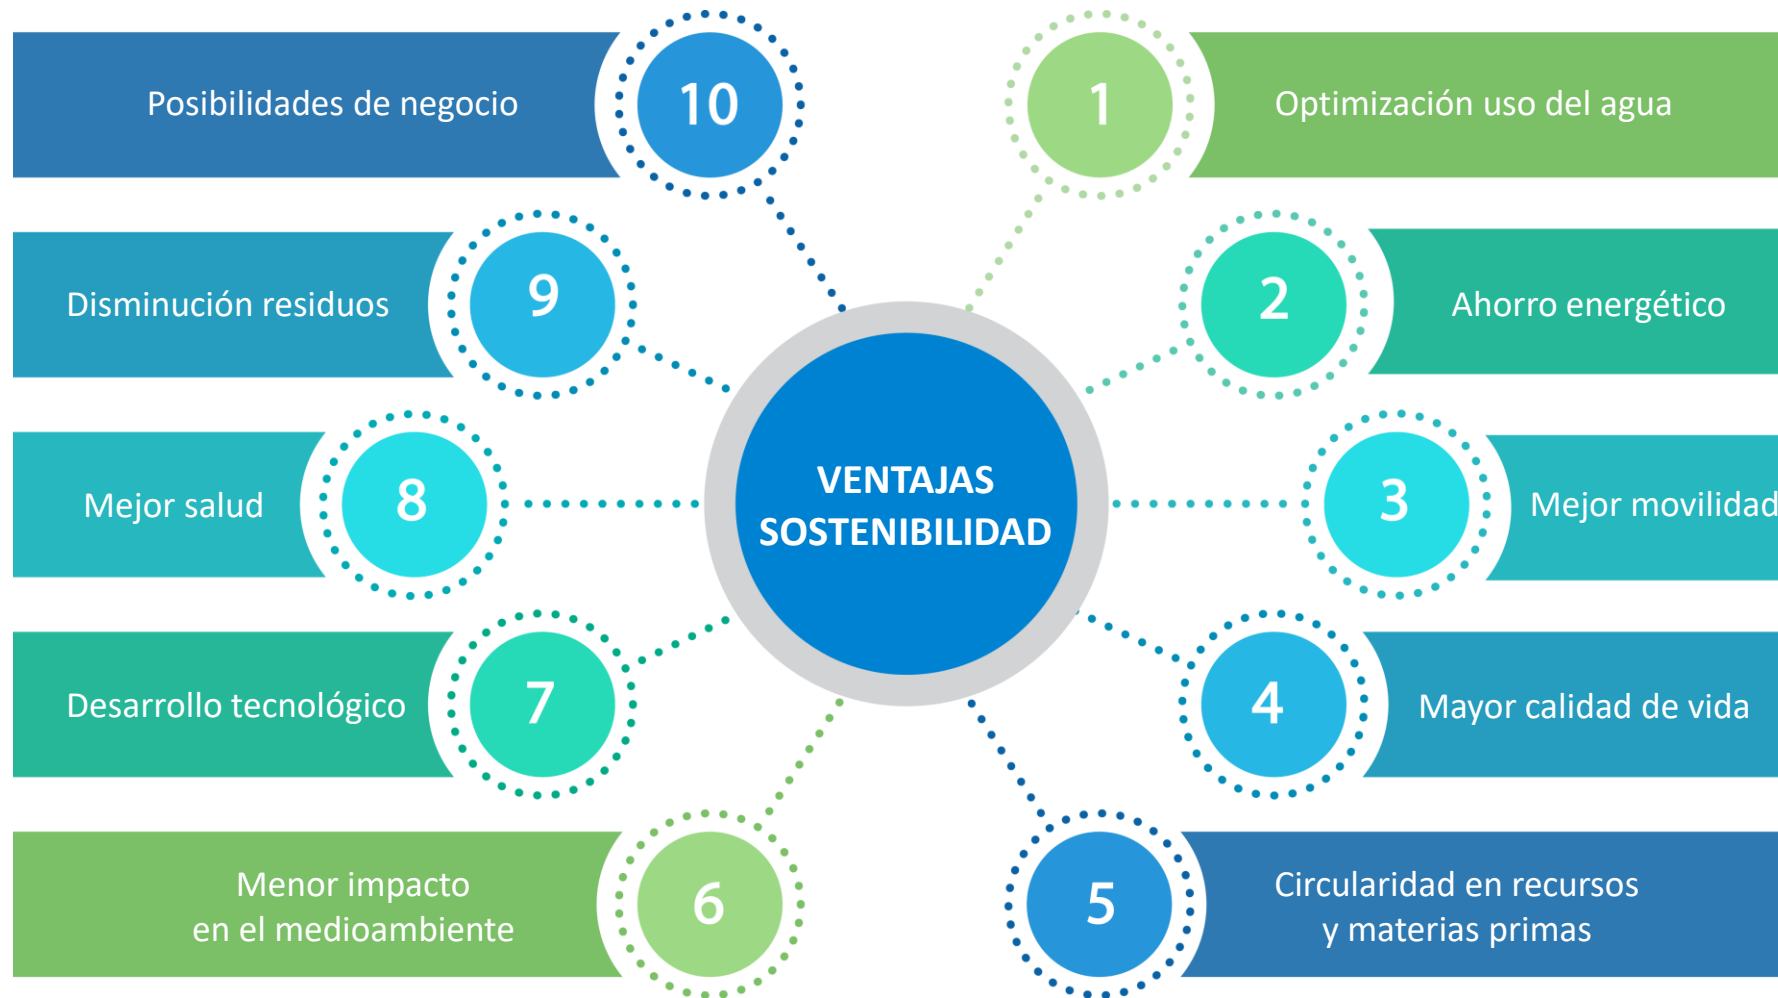 VENTAJAS
SOSTENIBILIDAD
1
Optimización uso del agua
2
Ahorro energético
3
Mejor movilidad
4
Mayor calidad de vida
5
Circularidad en recursos
y materias primas
6
Menor impacto
en el medioambiente
7
Desarrollo tecnológico
8
Mejor salud
9
Disminución residuos
10
Posibilidades de negocio